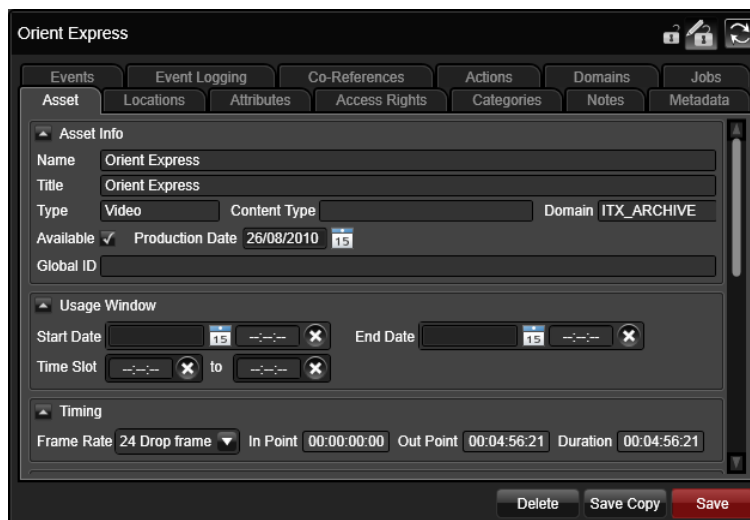 Orient Express
Events Event Logging Co-References Actions Domains Jobs
Asset Locations Attributes Access Rights Categories Notes Metadata
Asset Info
Name Orient Express
Title Orient Express
Type Video Content Type Domain ITX_ARCHIVE
Available Production Date 26/08/2010 15
Global ID
Usage Window
Start Date 15 --:--:-- End Date 15 --:--:--
Time Slot --:--:-- to --:--:--
Timing
Frame Rate 24 Drop frame In Point 00:00:00:00 Out Point 00:04:56:21 Duration 00:04:56:21
Delete Save Copy Save